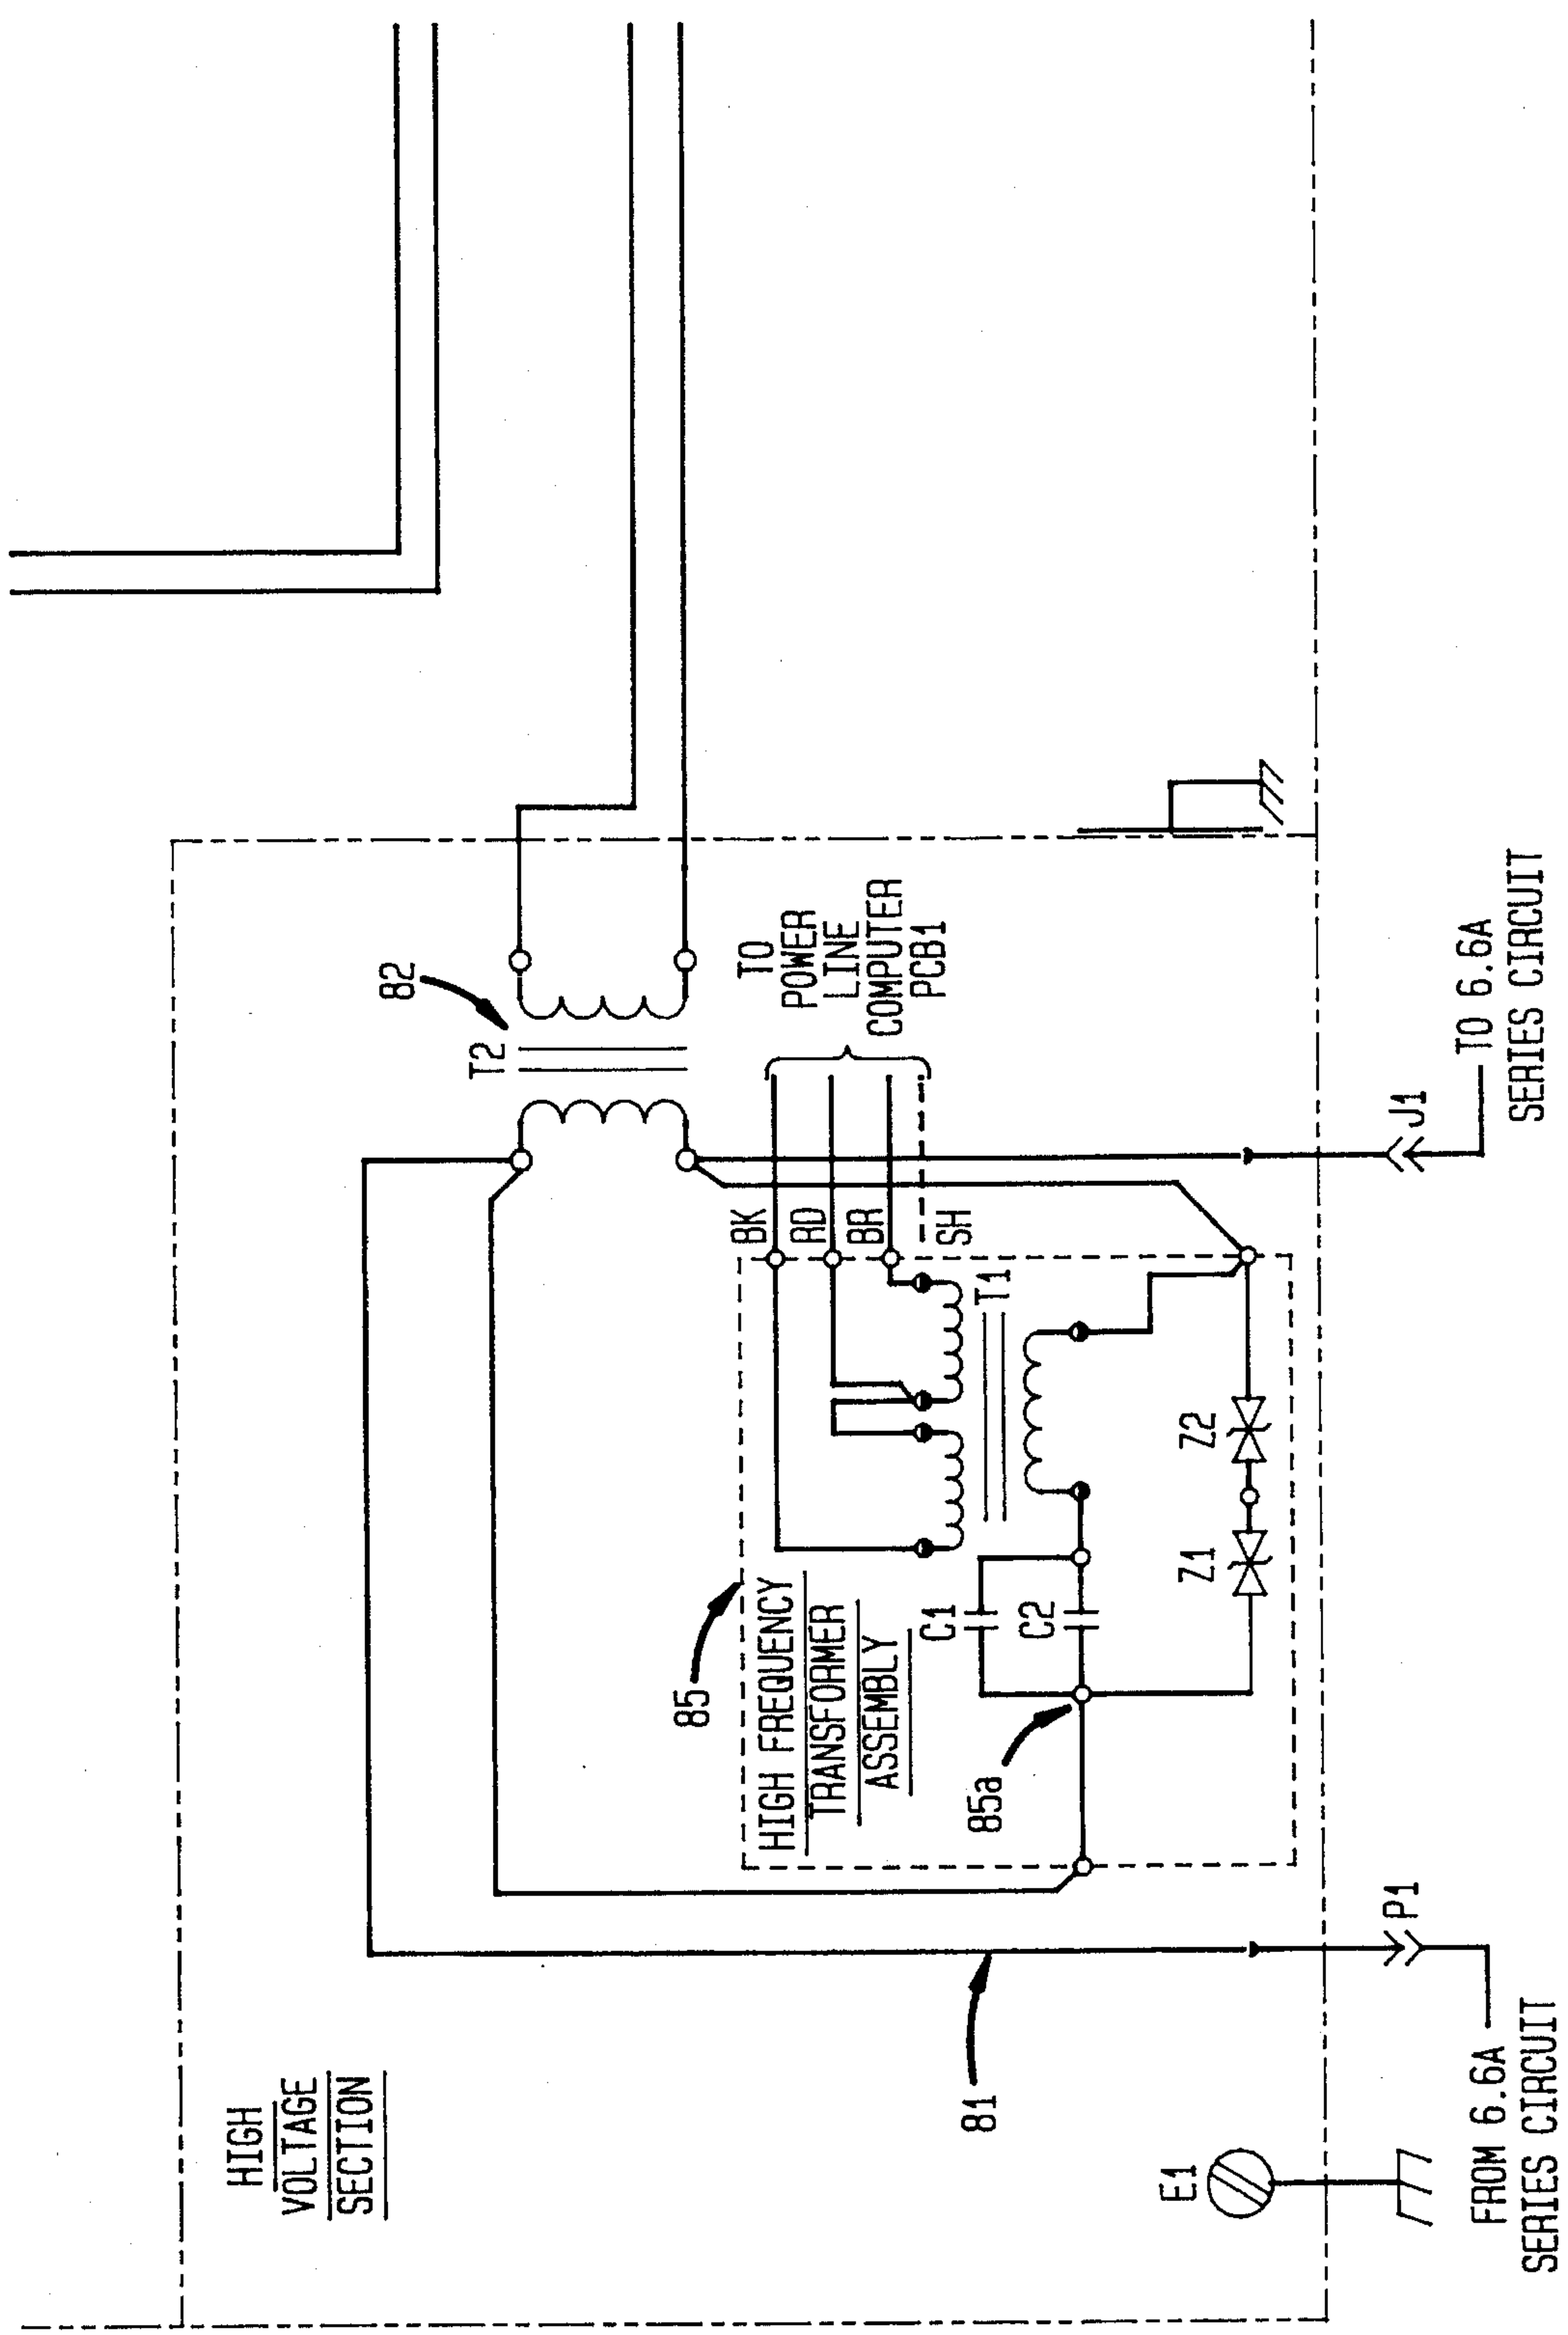 HIGH
VOLTAGE
SECTION
82
T2
TO
POWER
LINE
COMPUTER
PCB1
BK
RD
BR
SH
85
HIGH FREQUENCY
TRANSFORMER
ASSEMBLY
T1
C1
C2
85a
Z1
Z2
81
E1
P1
J1
FROM 6.6A
SERIES CIRCUIT
TO 6.6A
SERIES CIRCUIT